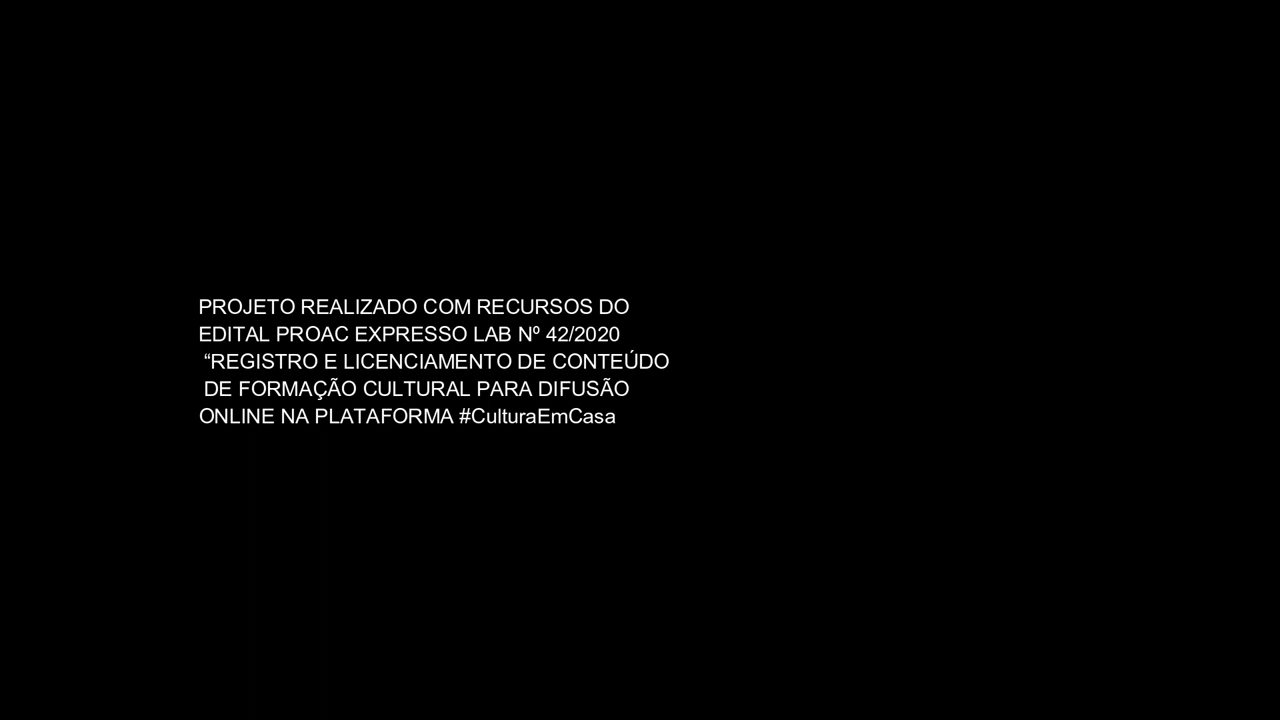 PROJETO REALIZADO COM RECURSOS DO
EDITAL PROAC EXPRESSO LAB Nº 42/2020
“REGISTRO E LICENCIAMENTO DE CONTEÚDO
DE FORMAÇÃO CULTURAL PARA DIFUSÃO
ONLINE NA PLATAFORMA #CulturaEmCasa